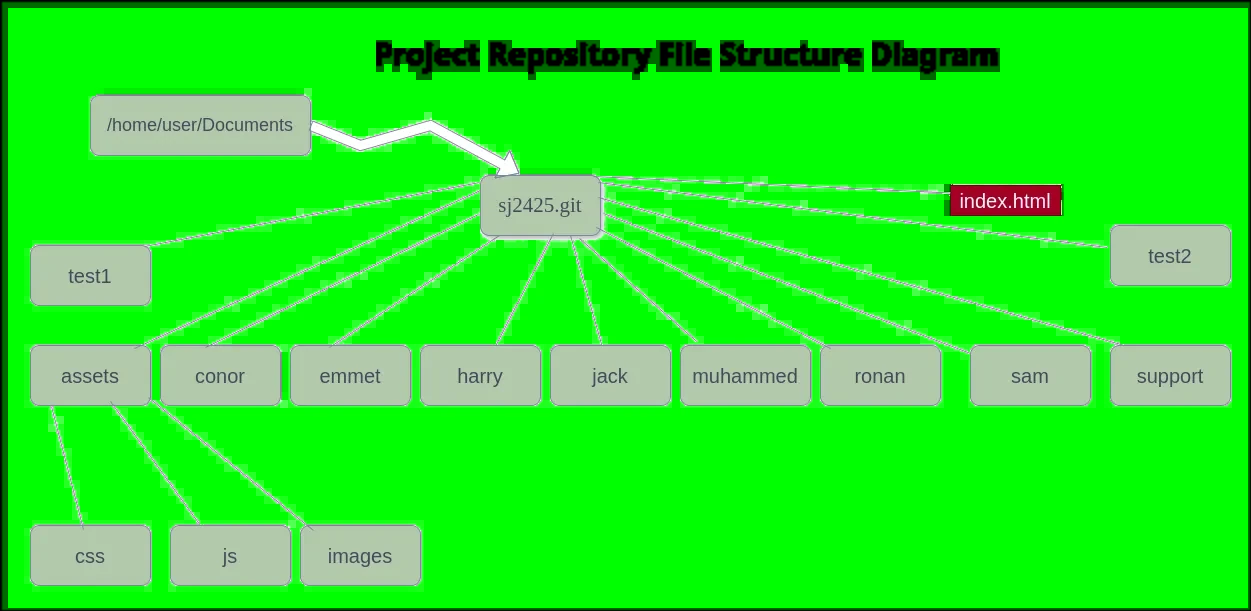 Project Repository File Structure Diagram
/home/user/Documents
sj2425.git
index.html
test1
test2
assets
conor
emmet
harry
jack
muhammed
ronan
sam
support
css
js
images